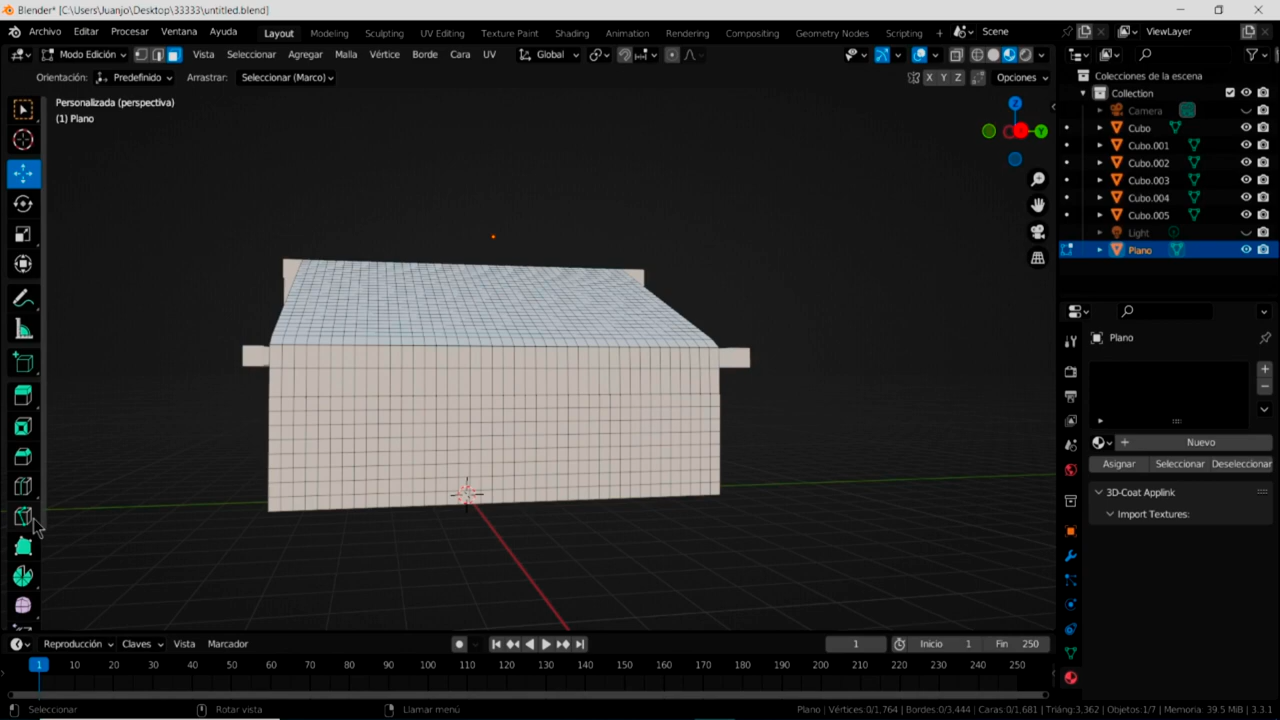 Blender* [C:\Users\Juanjo\Desktop\33333\untitled.blend]
Archivo Editar Procesar Ventana Ayuda Layout Modeling Sculpting UV Editing Texture Paint Shading Animation Rendering Compositing Geometry Nodes Scripting + Scene ViewLayer
Modo Edición Vista Seleccionar Agregar Malla Vértice Borde Cara UV Global
Orientación: Predefinido Arrastrar: Seleccionar (Marco) X Y Z Opciones
Personalizada (perspectiva)
(1) Plano
Z
Y
Colecciones de la escena
Collection
Camera
Cubo
Cubo.001
Cubo.002
Cubo.003
Cubo.004
Cubo.005
Light
Plano
Plano
Nuevo
Asignar Seleccionar Deseleccionar
3D-Coat Applink
Import Textures:
Reproducción Claves Vista Marcador 1 Inicio 1 Fin 250
1 10 20 30 40 50 60 70 80 90 100 110 120 130 140 150 160 170 180 190 200 210 220 230 240 250
Seleccionar Rotar vista Llamar menú Plano | Vértices:0/1,764 | Bordes:0/3,444 | Caras:0/1,681 | Triáng:3,362 | Objetos:1/7 | Memoria: 39.5 MiB | 3.3.1